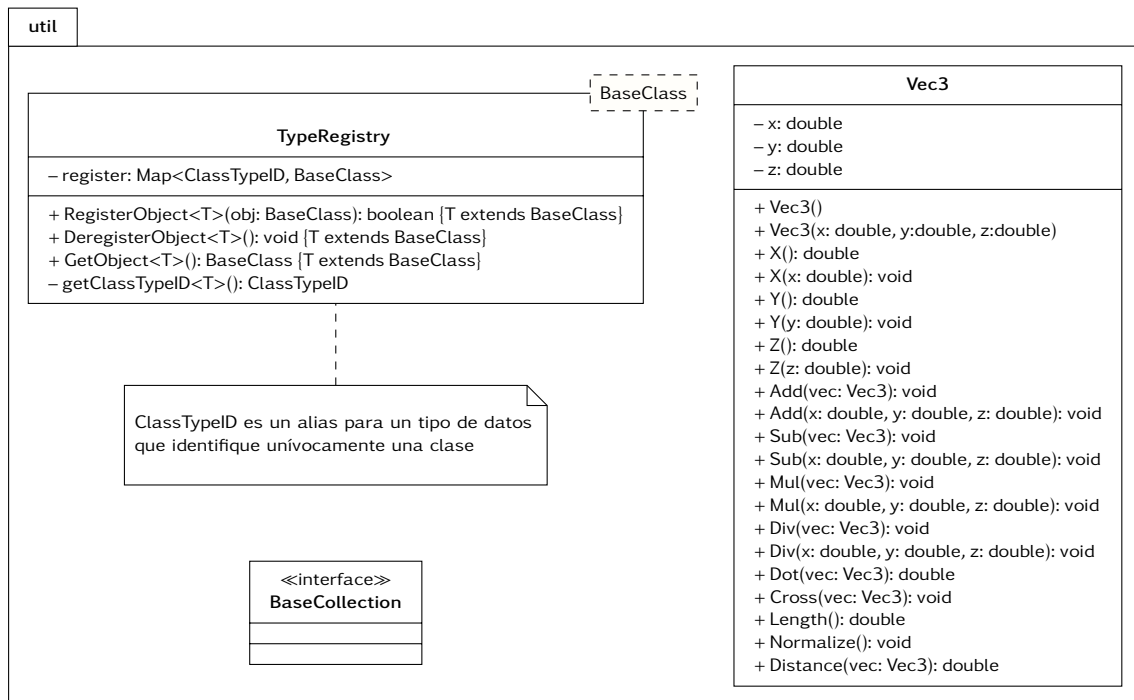 util
BaseClass
TypeRegistry
– register: Map<ClassTypeID, BaseClass>
+ RegisterObject<T>(obj: BaseClass): boolean {T extends BaseClass}
+ DeregisterObject<T>(): void {T extends BaseClass}
+ GetObject<T>(): BaseClass {T extends BaseClass}
– getClassTypeID<T>(): ClassTypeID
ClassTypeID es un alias para un tipo de datos
que identifique unívocamente una clase
≪interface≫
BaseCollection
Vec3
– x: double
– y: double
– z: double
+ Vec3()
+ Vec3(x: double, y:double, z:double)
+ X(): double
+ X(x: double): void
+ Y(): double
+ Y(y: double): void
+ Z(): double
+ Z(z: double): void
+ Add(vec: Vec3): void
+ Add(x: double, y: double, z: double): void
+ Sub(vec: Vec3): void
+ Sub(x: double, y: double, z: double): void
+ Mul(vec: Vec3): void
+ Mul(x: double, y: double, z: double): void
+ Div(vec: Vec3): void
+ Div(x: double, y: double, z: double): void
+ Dot(vec: Vec3): double
+ Cross(vec: Vec3): void
+ Length(): double
+ Normalize(): void
+ Distance(vec: Vec3): double